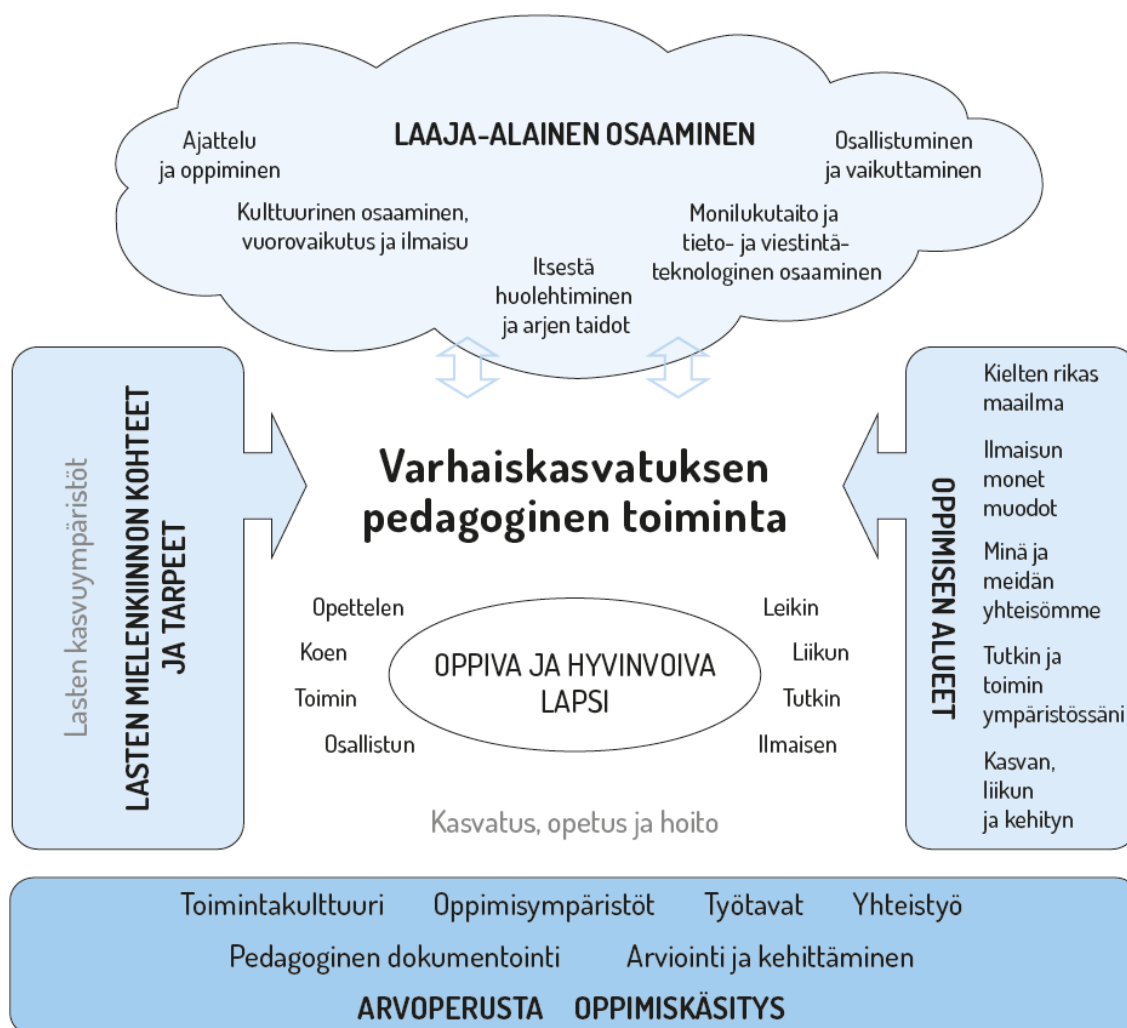 LAAJA-ALAINEN OSAAMINEN
Ajattelu
ja oppiminen
Kulttuurinen osaaminen,
vuorovaikutus ja ilmaisu
Itsestä
huolehtiminen
ja arjen taidot
Monilukutaito ja
tieto- ja viestintä-
teknologinen osaaminen
Osallistuminen
ja vaikuttaminen
Lasten kasvuympäristöt
LASTEN MIELENKIINNON KOHTEET
JA TARPEET
Varhaiskasvatuksen
pedagoginen toiminta
Opettelen
Koen
Toimin
Osallistun
OPPIVA JA HYVINVOIVA
LAPSI
Leikin
Liikun
Tutkin
Ilmaisen
Kasvatus, opetus ja hoito
OPPIMISEN ALUEET
Kielten rikas
maailma
Ilmaisun
monet
muodot
Minä ja
meidän
yhteisömme
Tutkin ja
toimin
ympäristössäni
Kasvan,
liikun
ja kehityn
Toimintakulttuuri Oppimisympäristöt Työtavat Yhteistyö
Pedagoginen dokumentointi Arviointi ja kehittäminen
ARVOPERUSTA OPPIMISKÄSITYS